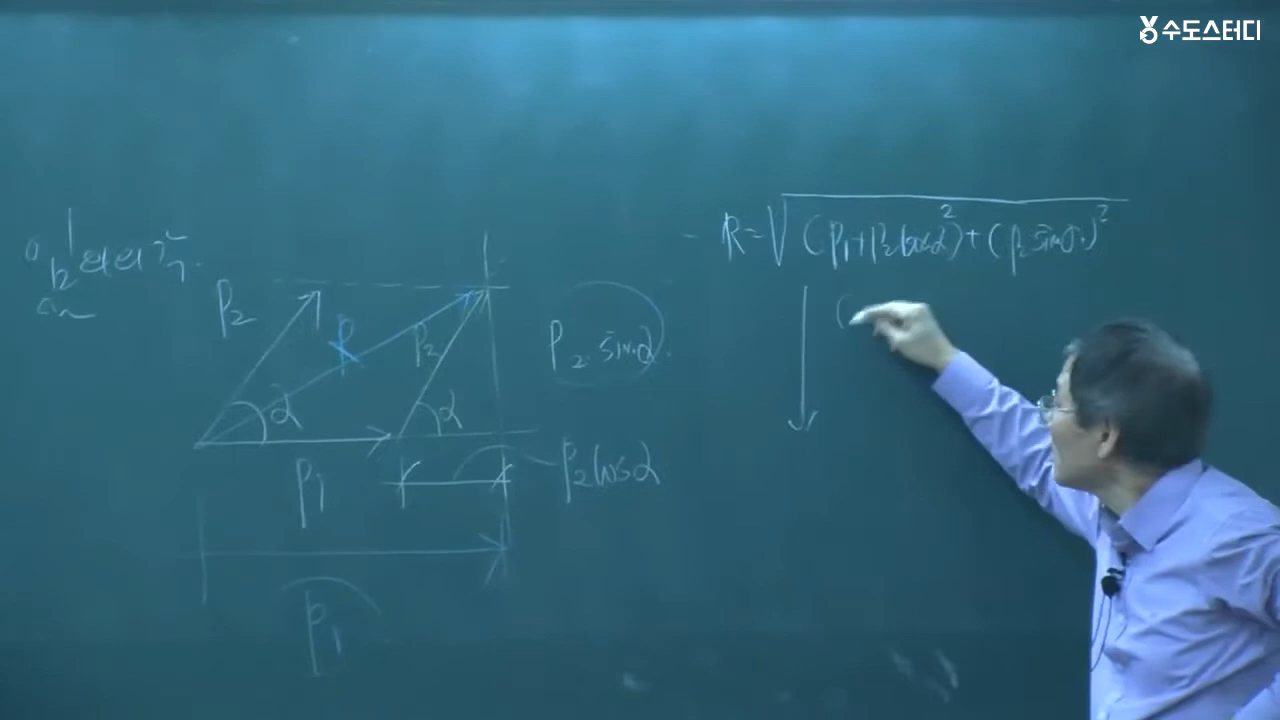 수도스터디
R=√(P₁+P₂cosα)²+(P₂sinα)²
P₂
R
P₂
P₂·sinα.
α
α
P₁
P₂cosα
P₁
(